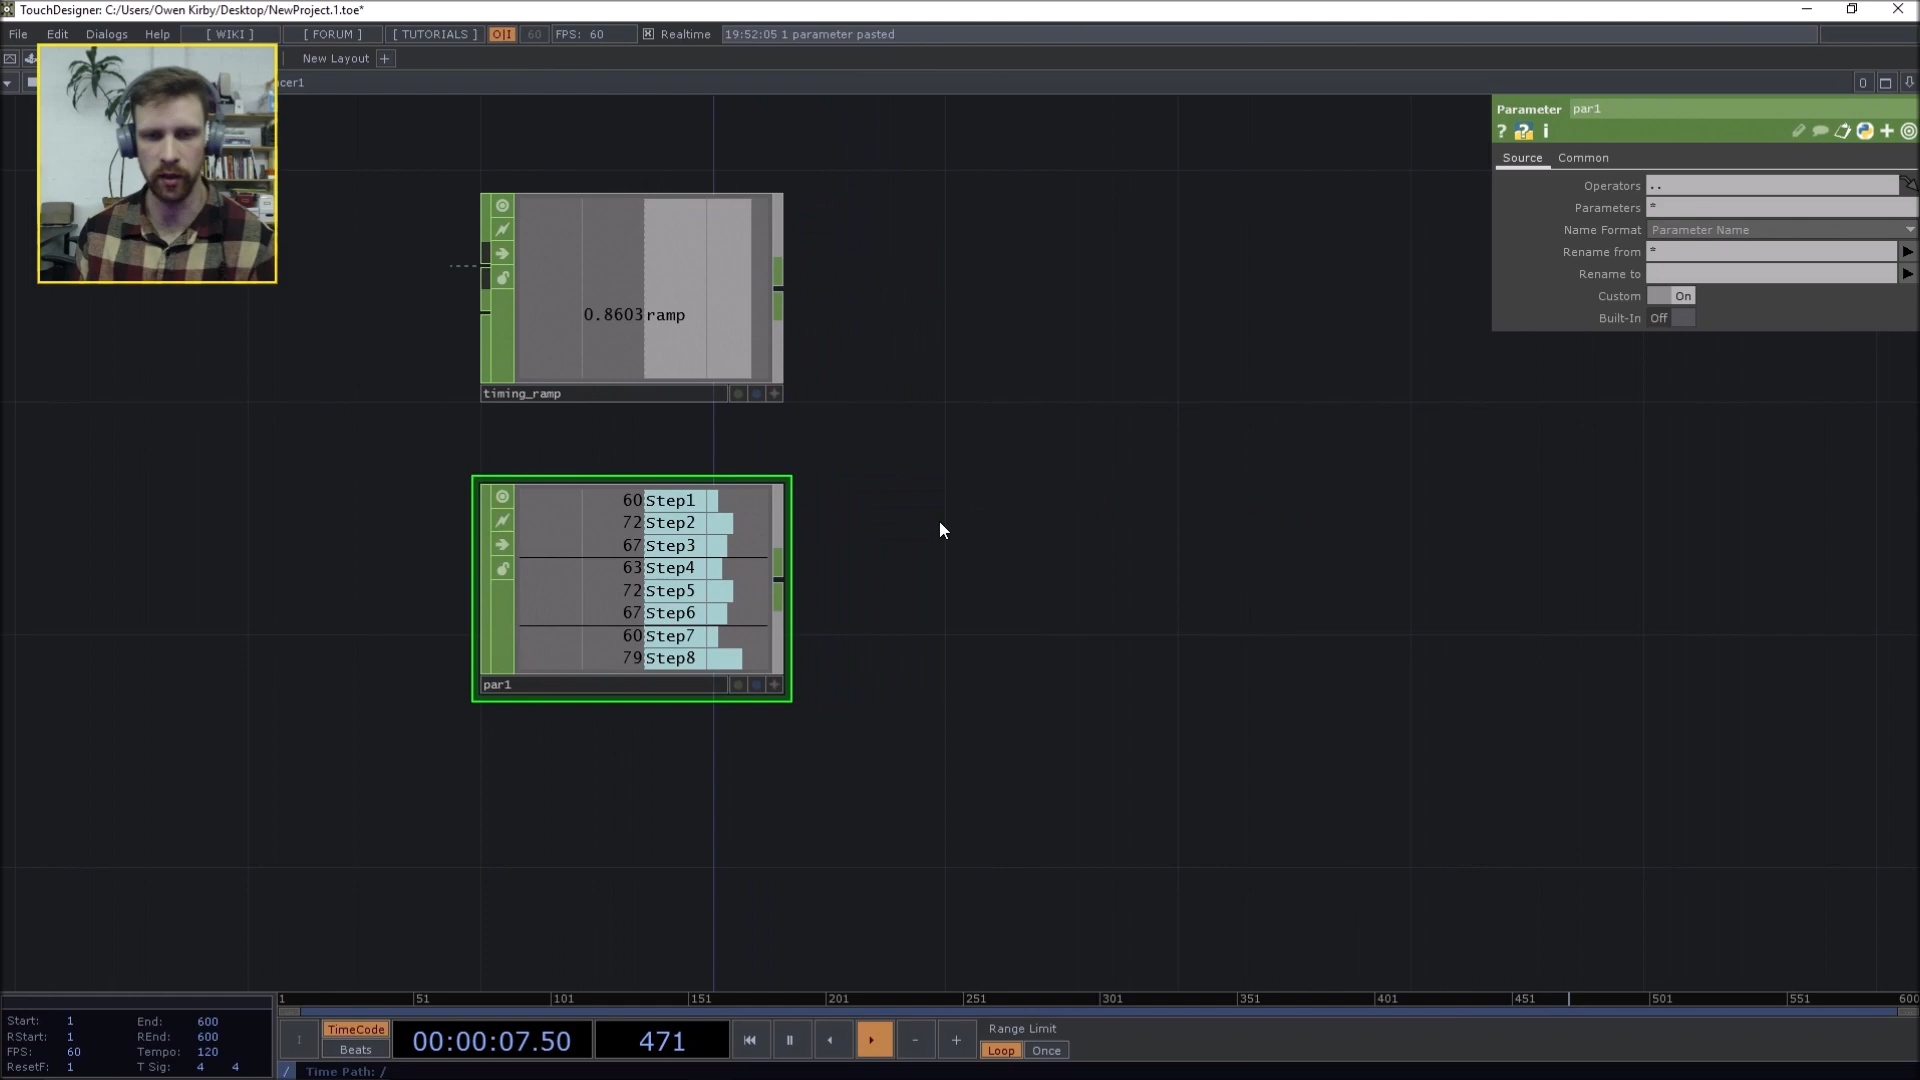 TouchDesigner: C:/Users/Owen Kirby/Desktop/NewProject.1.toe*
File Edit Dialogs Help [ WIKI ] [ FORUM ] [ TUTORIALS ] O|I 60 FPS: 60 Realtime 19:52:05 1 parameter pasted
New Layout +
cer1 0
Parameter par1
? ? i
Source Common
Operators ..
Parameters *
Name Format Parameter Name
Rename from *
Rename to
Custom On
Built-In Off
0.8603 ramp
timing_ramp
60 Step1
72 Step2
67 Step3
63 Step4
72 Step5
67 Step6
60 Step7
79 Step8
par1
1 51 101 151 201 251 301 351 401 451 501 551 600
Start: 1 End: 600
RStart: 1 REnd: 600
FPS: 60 Tempo: 120
ResetF: 1 T Sig: 4 4
TimeCode
Beats
00:00:07.50
471
- +
Range Limit
Loop Once
/ Time Path: /